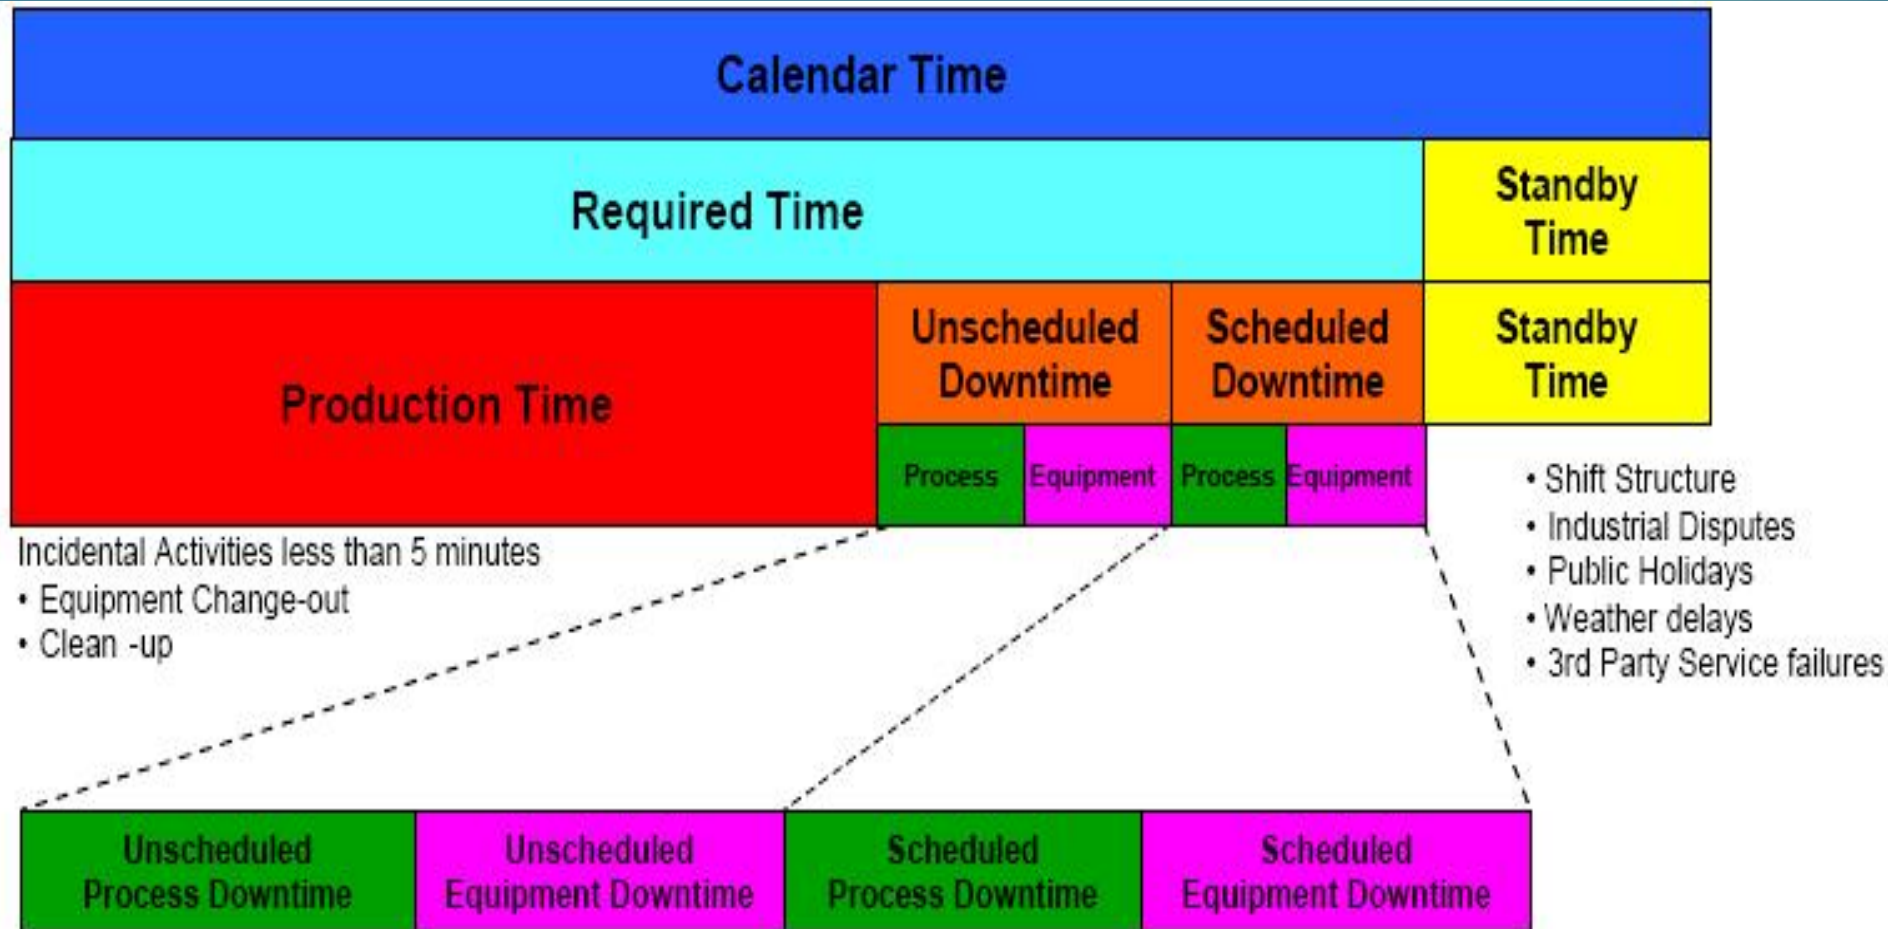 Calendar Time
Required Time
Standby
Time
Production Time
Unscheduled
Downtime
Scheduled
Downtime
Standby
Time
Process
Equipment
Process
Equipment
Incidental Activities less than 5 minutes
• Equipment Change-out
• Clean -up
• Shift Structure
• Industrial Disputes
• Public Holidays
• Weather delays
• 3rd Party Service failures
Unscheduled
Process Downtime
Unscheduled
Equipment Downtime
Scheduled
Process Downtime
Scheduled
Equipment Downtime